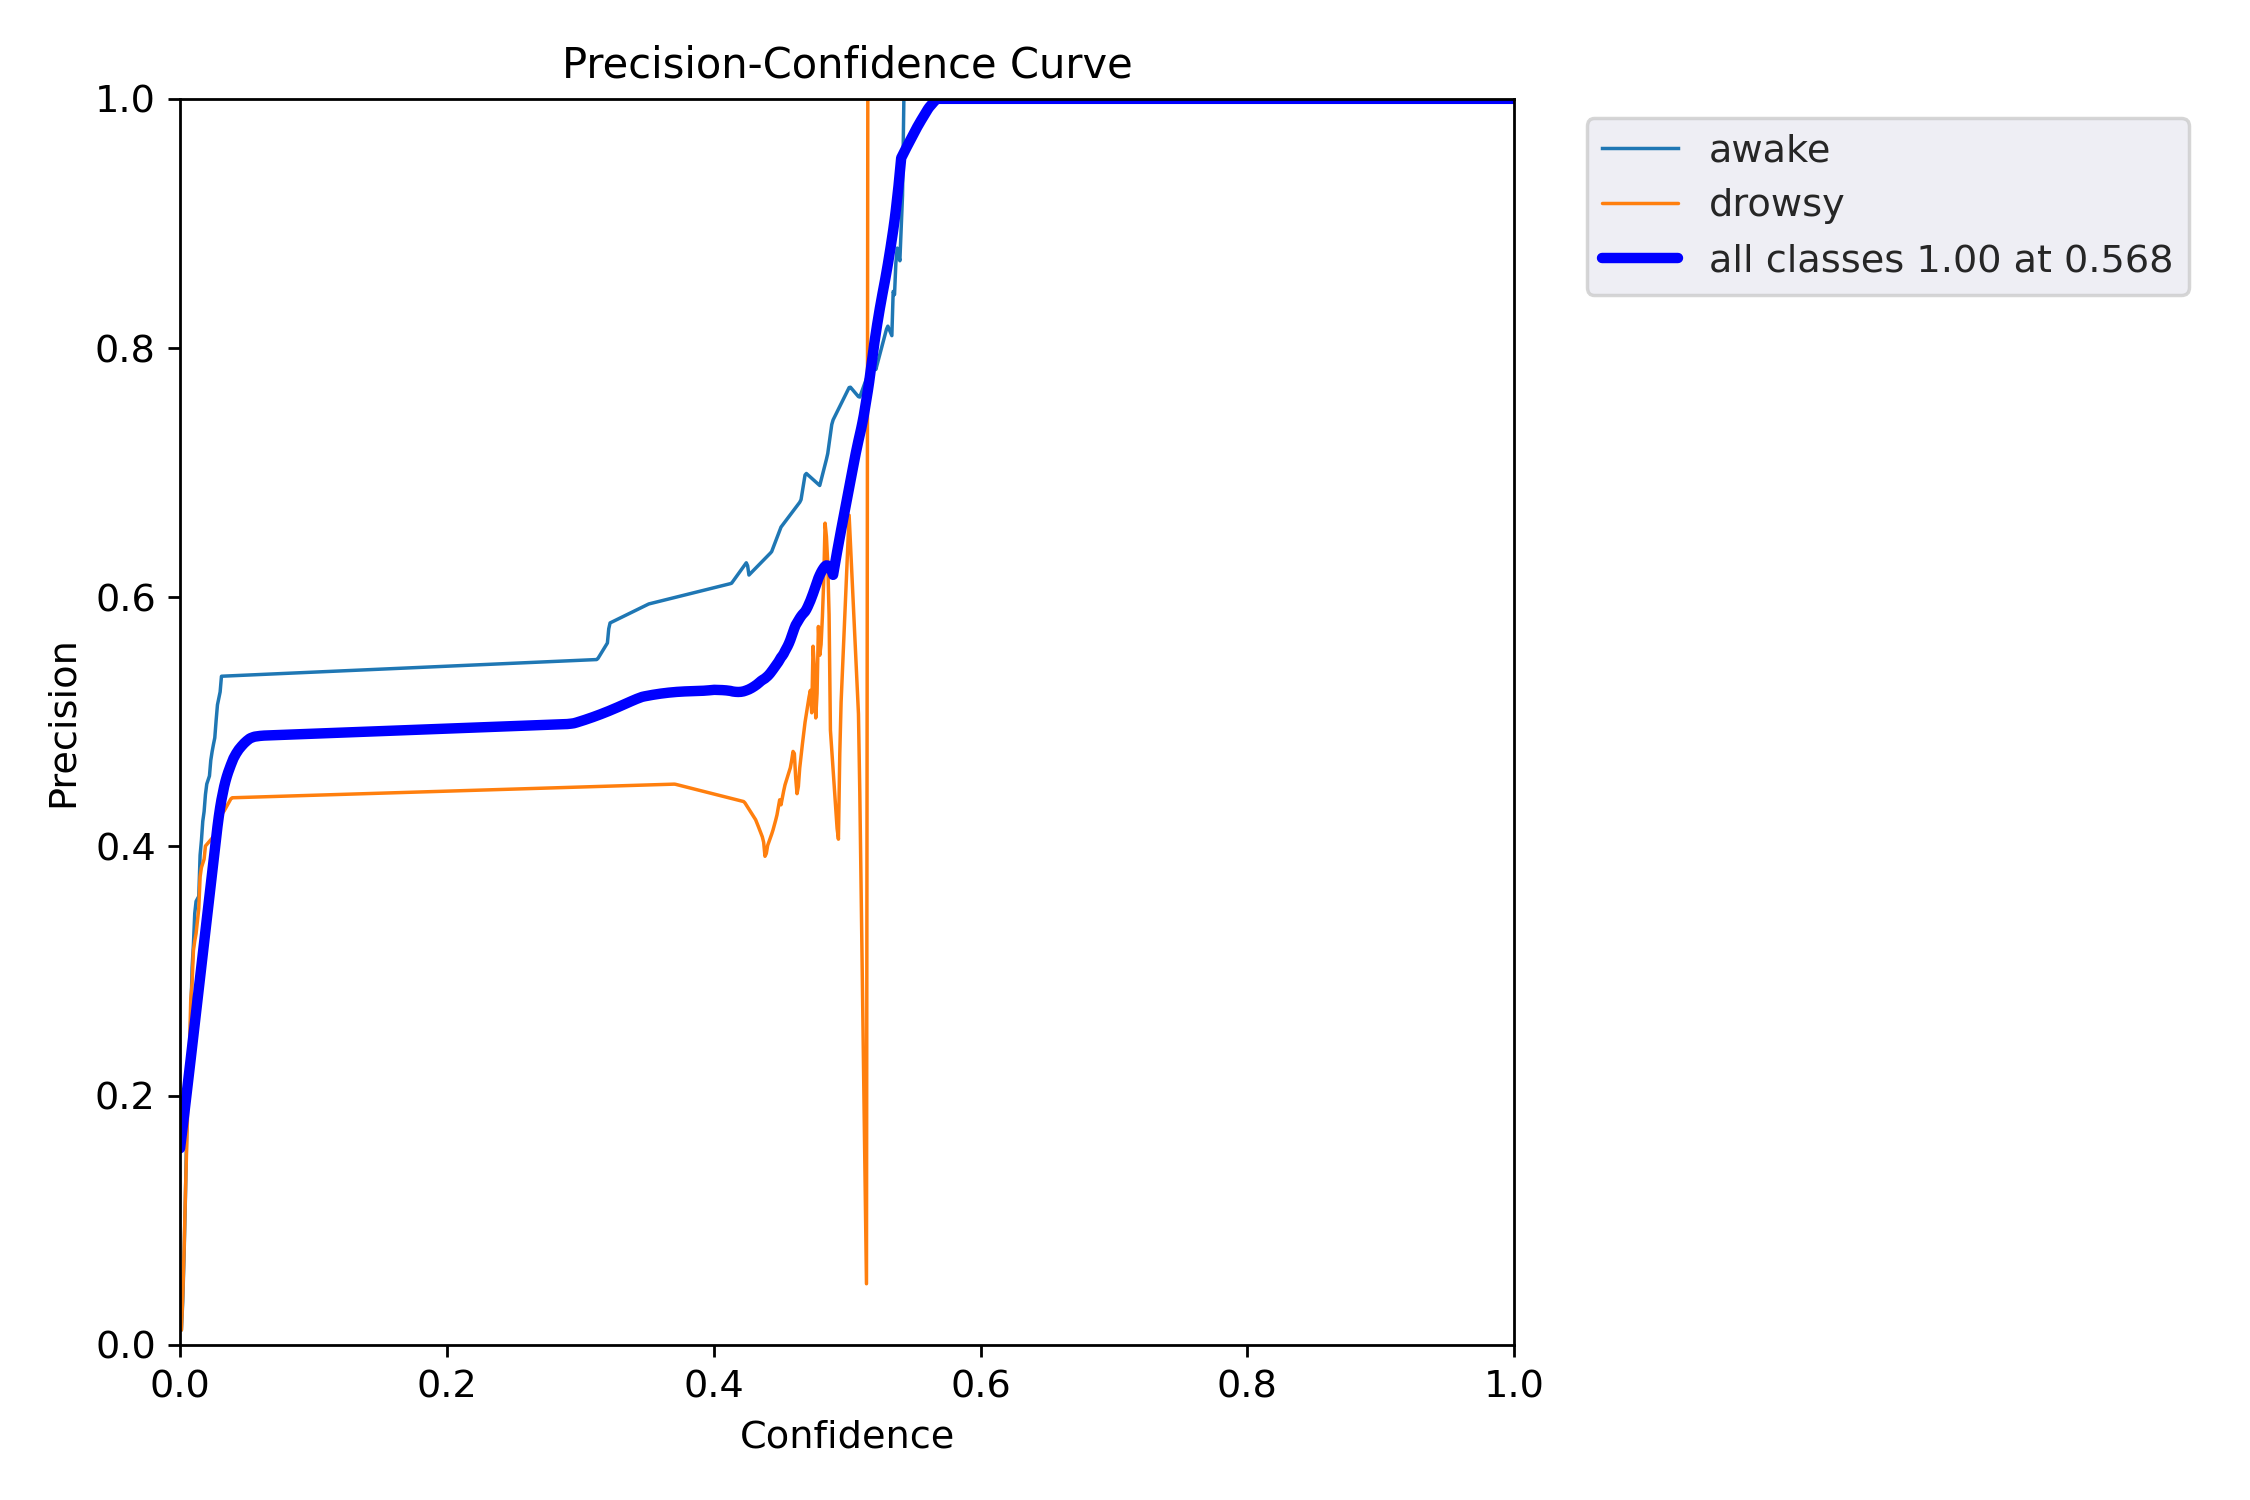 Precision-Confidence Curve
1.0
0.8
0.6
0.4
0.2
0.0
Precision
0.0 0.2 0.4 0.6 0.8 1.0
Confidence
awake
drowsy
all classes 1.00 at 0.568